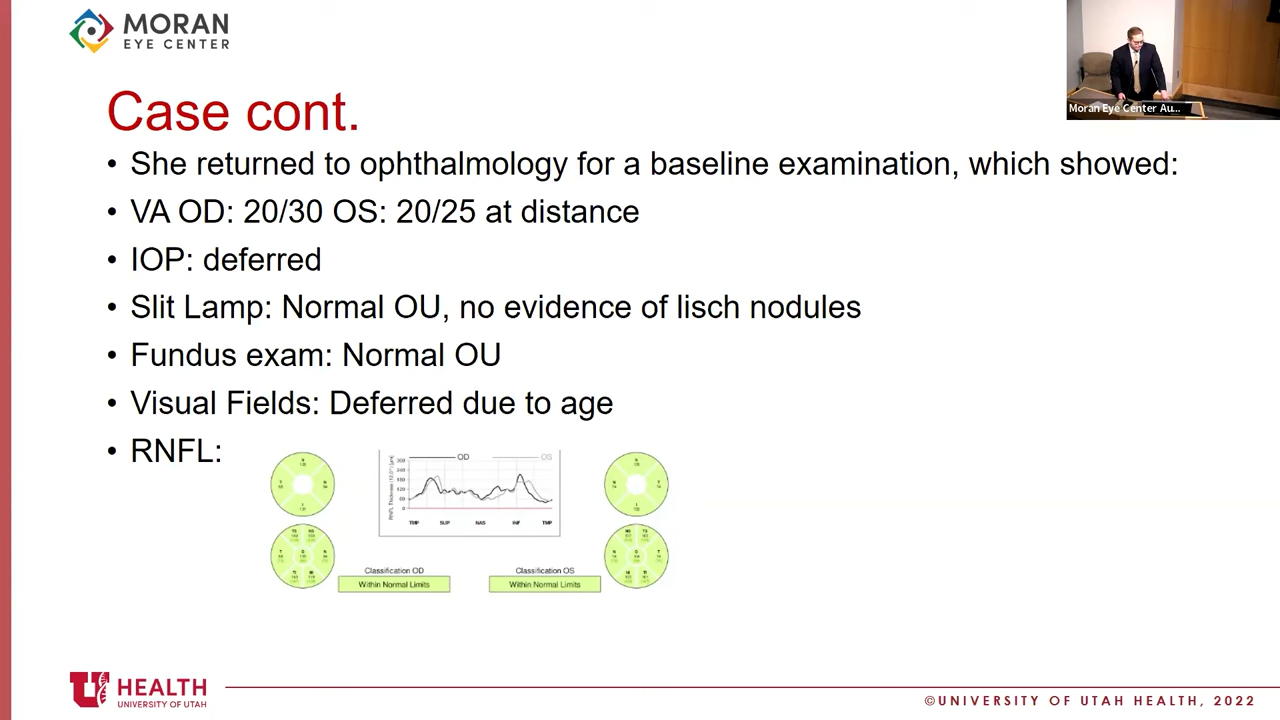 MORAN
EYE CENTER
Moran Eye Center Au...
Case cont.
• She returned to ophthalmology for a baseline examination, which showed:
• VA OD: 20/30 OS: 20/25 at distance
• IOP: deferred
• Slit Lamp: Normal OU, no evidence of lisch nodules
• Fundus exam: Normal OU
• Visual Fields: Deferred due to age
• RNFL:
OD OS
TMP SUP NAS INF TMP
Classification OD
Within Normal Limits
Classification OS
Within Normal Limits
U HEALTH
UNIVERSITY OF UTAH
©UNIVERSITY OF UTAH HEALTH, 2022